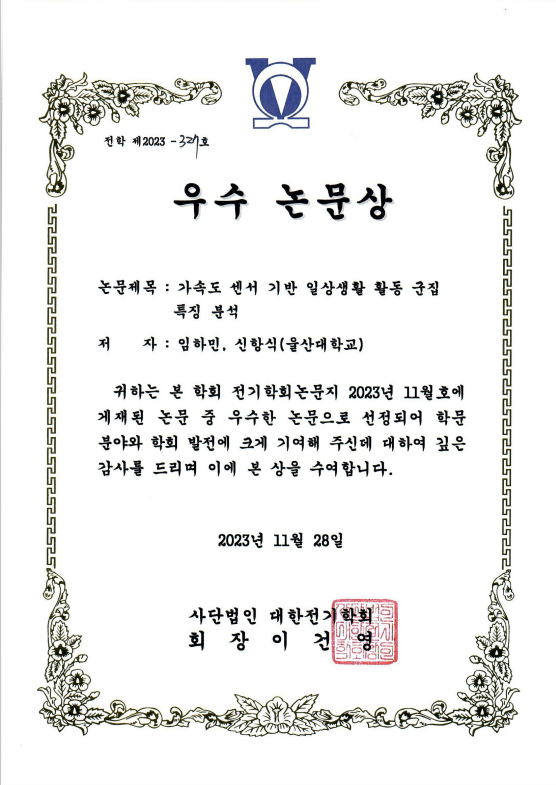 전학 제2023 - 327호
우수 논문상
논문제목 : 가속도 센서 기반 일상생활 활동 군집
특징 분석
저 자 : 임하민, 신항식(울산대학교)
귀하는 본 학회 전기학회논문지 2023년 11월호에
게재된 논문 중 우수한 논문으로 선정되어 학문
분야와 학회 발전에 크게 기여해 주신데 대하여 깊은
감사를 드리며 이에 본 상을 수여합니다.
2023년 11월 28일
사단법인 대한전기학회
회 장 이 건 영